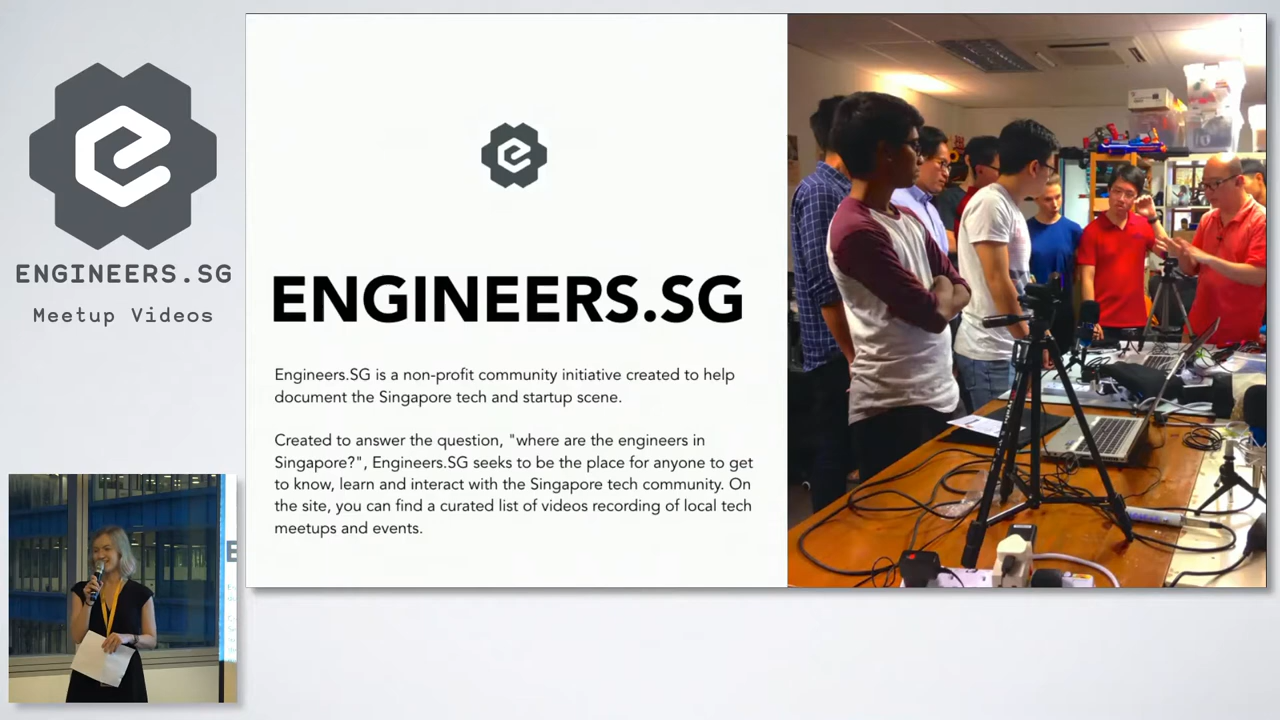 ENGINEERS.SG
Meetup Videos
ENGINEERS.SG
Engineers.SG is a non-profit community initiative created to help
document the Singapore tech and startup scene.
Created to answer the question, "where are the engineers in
Singapore?", Engineers.SG seeks to be the place for anyone to get
to know, learn and interact with the Singapore tech community. On
the site, you can find a curated list of videos recording of local tech
meetups and events.